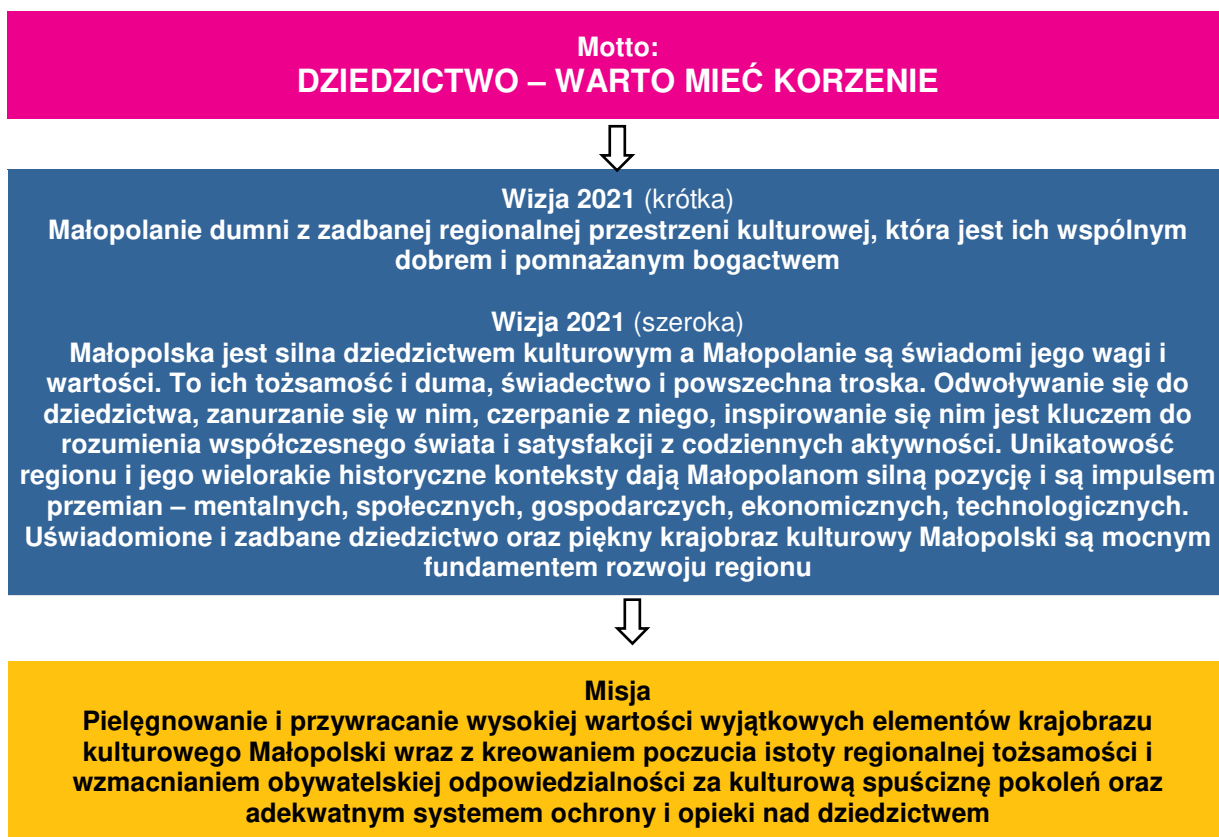 Motto:
DZIEDZICTWO – WARTO MIEĆ KORZENIE
Wizja 2021 (krótka)
Małopolanie dumni z zadbanej regionalnej przestrzeni kulturowej, która jest ich wspólnym
dobrem i pomnażanym bogactwem
Wizja 2021 (szeroka)
Małopolska jest silna dziedzictwem kulturowym a Małopolanie są świadomi jego wagi i
wartości. To ich tożsamość i duma, świadectwo i powszechna troska. Odwoływanie się do
dziedzictwa, zanurzanie się w nim, czerpanie z niego, inspirowanie się nim jest kluczem do
rozumienia współczesnego świata i satysfakcji z codziennych aktywności. Unikatowość
regionu i jego wielorakie historyczne konteksty dają Małopolanom silną pozycję i są impulsem
przemian – mentalnych, społecznych, gospodarczych, ekonomicznych, technologicznych.
Uświadomione i zadbane dziedzictwo oraz piękny krajobraz kulturowy Małopolski są mocnym
fundamentem rozwoju regionu
Misja
Pielęgnowanie i przywracanie wysokiej wartości wyjątkowych elementów krajobrazu
kulturowego Małopolski wraz z kreowaniem poczucia istoty regionalnej tożsamości i
wzmacnianiem obywatelskiej odpowiedzialności za kulturową spuściznę pokoleń oraz
adekwatnym systemem ochrony i opieki nad dziedzictwem